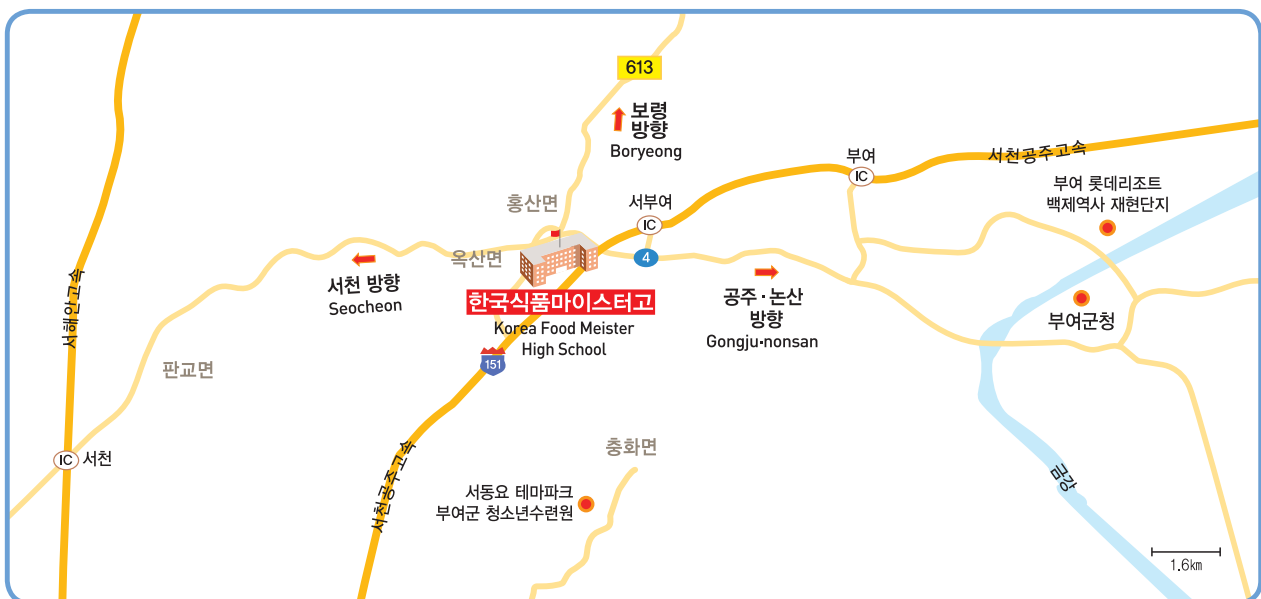 613
보령
방향
Boryeong
부여
IC
서천공주고속
부여 롯데리조트
백제역사 재현단지
홍산면
서부여
IC
옥산면
4
서천 방향
Seocheon
공주·논산
방향
Gongju·nonsan
부여군청
한국식품마이스터고
Korea Food Meister
High School
서해안고속
151
판교면
IC 서천
충화면
서천공주고속
서동요 테마파크
부여군 청소년수련원
금강
1.6km